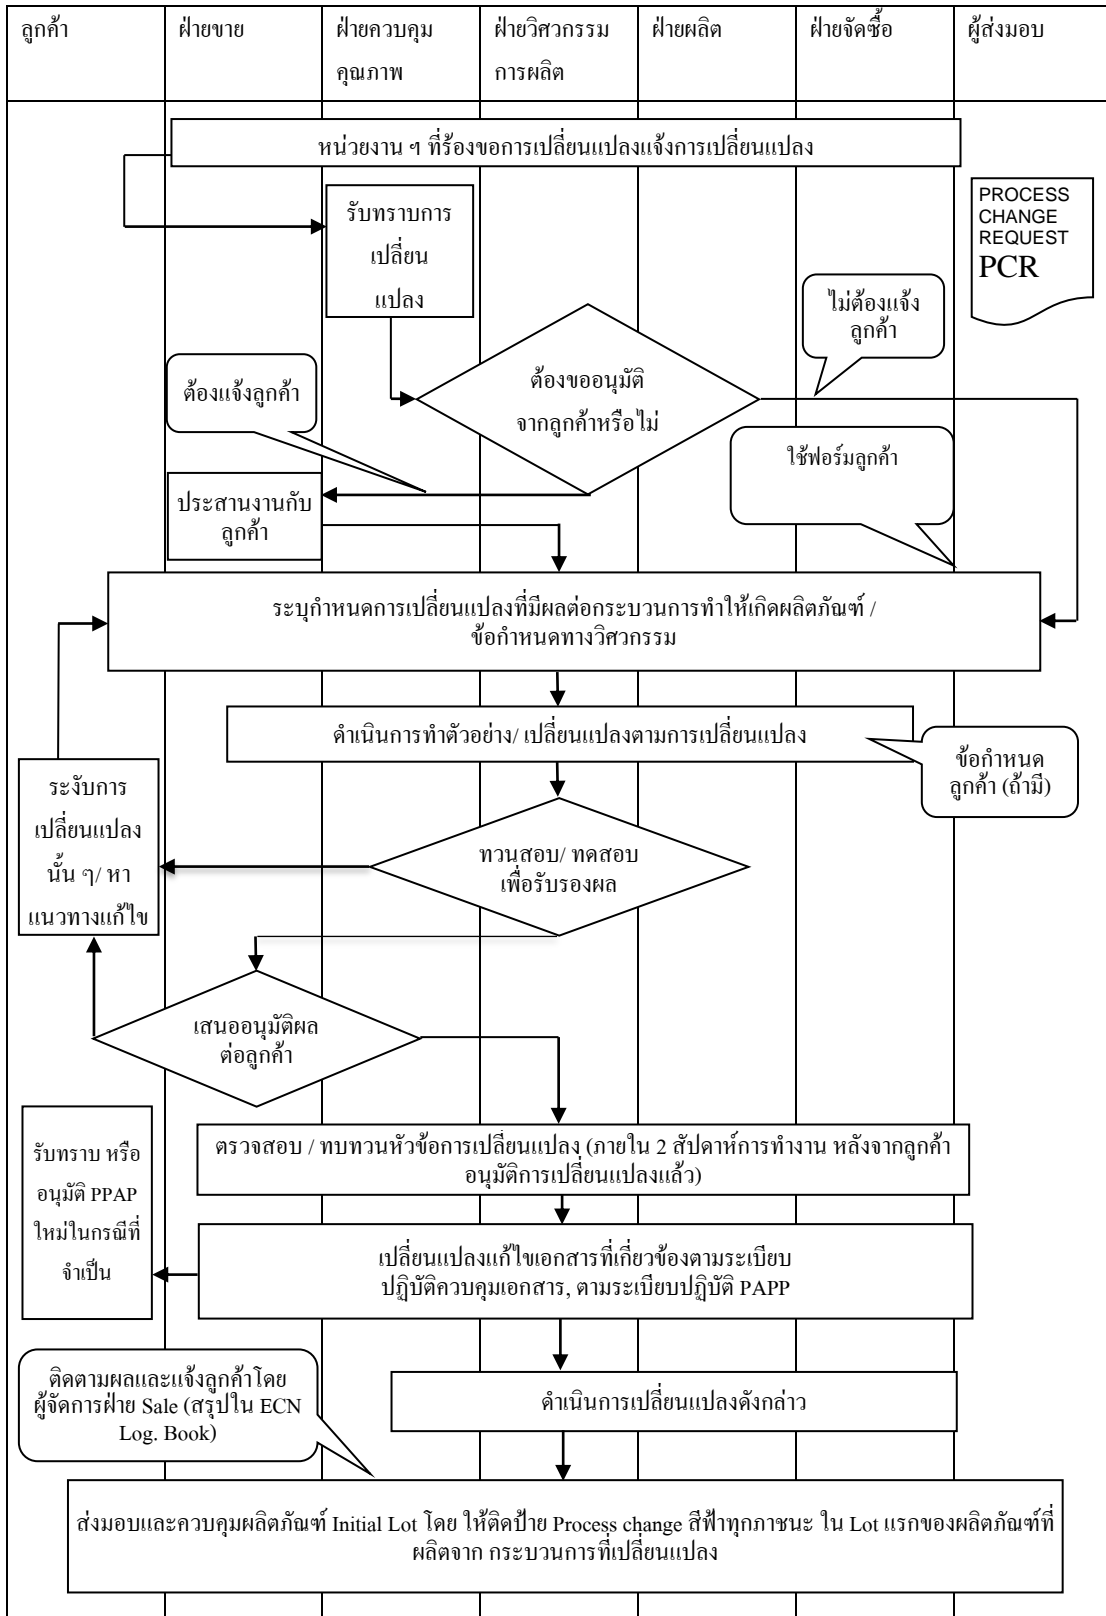 ลูกค้า
ฝ่ายขาย
ฝ่ายควบคุม
คุณภาพ
ฝ่ายวิศวกรรม
การผลิต
ฝ่ายผลิต
ฝ่ายจัดซื้อ
ผู้ส่งมอบ
หน่วยงาน ฯ ที่ร้องขอการเปลี่ยนแปลงแจ้งการเปลี่ยนแปลง
รับทราบการ
เปลี่ยน
แปลง
PROCESS
CHANGE
REQUEST
PCR
ไม่ต้องแจ้ง
ลูกค้า
ต้องแจ้งลูกค้า
ต้องขออนุมัติ
จากลูกค้าหรือไม่
ใช้ฟอร์มลูกค้า
ประสานงานกับ
ลูกค้า
ระบุกำหนดการเปลี่ยนแปลงที่มีผลต่อกระบวนการทำให้เกิดผลิตภัณฑ์ /
ข้อกำหนดทางวิศวกรรม
ดำเนินการทำตัวอย่าง/ เปลี่ยนแปลงตามการเปลี่ยนแปลง
ข้อกำหนด
ลูกค้า (ถ้ามี)
ระงับการ
เปลี่ยนแปลง
นั้น ๆ/ หา
แนวทางแก้ไข
ทวนสอบ/ ทดสอบ
เพื่อรับรองผล
เสนออนุมัติผล
ต่อลูกค้า
ตรวจสอบ / ทบทวนหัวข้อการเปลี่ยนแปลง (ภายใน 2 สัปดาห์การทำงาน หลังจากลูกค้า
อนุมัติการเปลี่ยนแปลงแล้ว)
รับทราบ หรือ
อนุมัติ PPAP
ใหม่ในกรณีที่
จำเป็น
เปลี่ยนแปลงแก้ไขเอกสารที่เกี่ยวข้องตามระเบียบ
ปฏิบัติควบคุมเอกสาร, ตามระเบียบปฏิบัติ PAPP
ติดตามผลและแจ้งลูกค้าโดย
ผู้จัดการฝ่าย Sale (สรุปใน ECN
Log. Book)
ดำเนินการเปลี่ยนแปลงดังกล่าว
ส่งมอบและควบคุมผลิตภัณฑ์ Initial Lot โดย ให้ติดป้าย Process change สีฟ้าทุกภาชนะ ใน Lot แรกของผลิตภัณฑ์ที่
ผลิตจาก กระบวนการที่เปลี่ยนแปลง